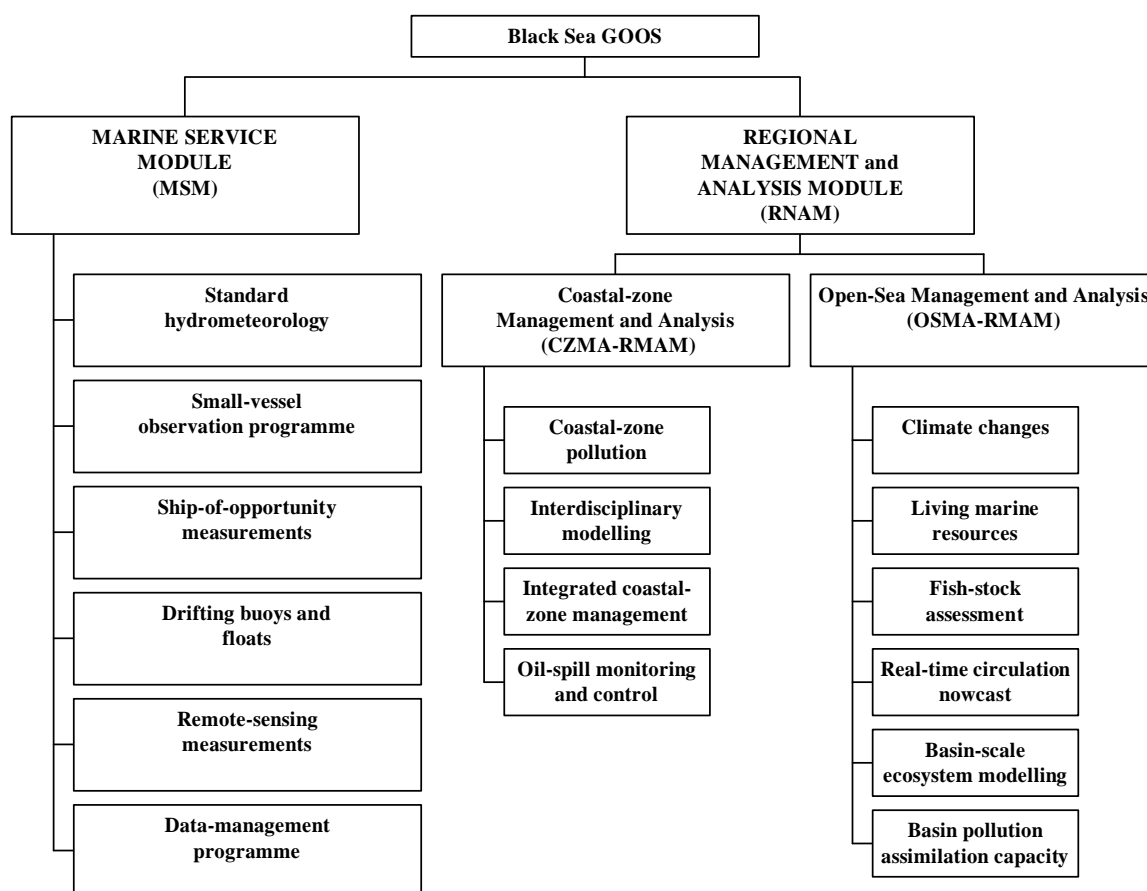 Black Sea GOOS
MARINE SERVICE
MODULE
(MSM)
REGIONAL
MANAGEMENT and
ANALYSIS MODULE
(RNAM)
Standard
hydrometeorology
Small-vessel
observation programme
Ship-of-opportunity
measurements
Drifting buoys and
floats
Remote-sensing
measurements
Data-management
programme
Coastal-zone
Management and Analysis
(CZMA-RMAM)
Coastal-zone
pollution
Interdisciplinary
modelling
Integrated coastal-
zone management
Oil-spill monitoring
and control
Open-Sea Management and Analysis
(OSMA-RMAM)
Climate changes
Living marine
resources
Fish-stock
assessment
Real-time circulation
nowcast
Basin-scale
ecosystem modelling
Basin pollution
assimilation capacity